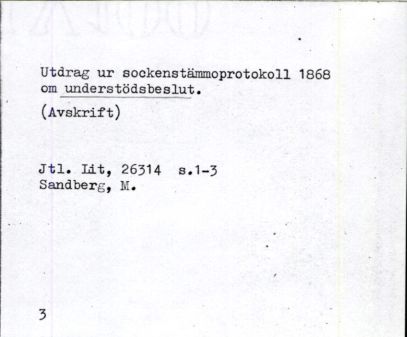 Utdrag ur sockenstämmoprotokoll 1868
om understödsbeslut.
(Avskrift)
Jtl. Lit, 26314 s.1-3
Sandberg, M.
3